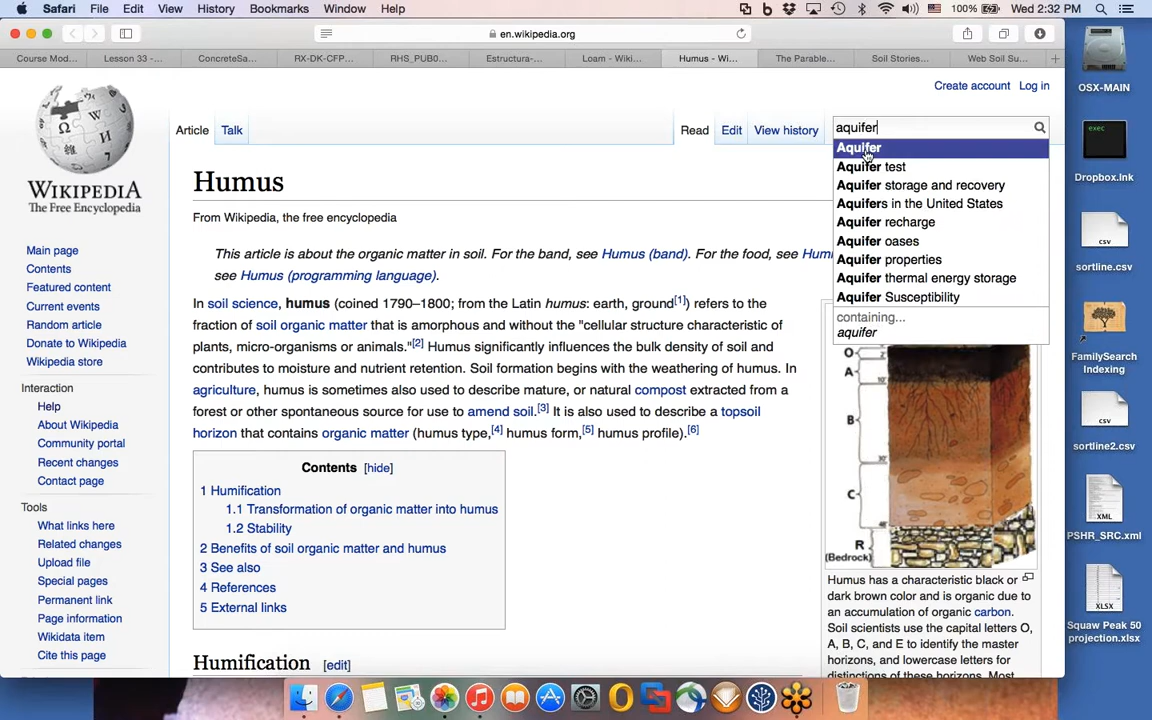 Safari File Edit View History Bookmarks Window Help 100% Wed 2:32 PM
en.wikipedia.org
Course Mod... Lesson 33 -... ConcreteSa... RX-DK-CFP... RHS_PUB0... Estructura-... Loam - Wiki... Humus - Wi... The Parable... Soil Stories... Web Soil Su... +
Create account Log in
Article Talk Read Edit View history aquifer
Aquifer
Aquifer test
Aquifer storage and recovery
Aquifers in the United States
Aquifer recharge
Aquifer oases
Aquifer properties
Aquifer thermal energy storage
Aquifer Susceptibility
containing...
aquifer
WIKIPEDIA
The Free Encyclopedia
Main page
Contents
Featured content
Current events
Random article
Donate to Wikipedia
Wikipedia store
Interaction
Help
About Wikipedia
Community portal
Recent changes
Contact page
Tools
What links here
Related changes
Upload file
Special pages
Permanent link
Page information
Wikidata item
Cite this page
Humus
From Wikipedia, the free encyclopedia
This article is about the organic matter in soil. For the band, see Humus (band). For the food, see Hum
see Humus (programming language).
In soil science, humus (coined 1790–1800; from the Latin humus: earth, ground[1]) refers to the
fraction of soil organic matter that is amorphous and without the "cellular structure characteristic of
plants, micro-organisms or animals."[2] Humus significantly influences the bulk density of soil and
contributes to moisture and nutrient retention. Soil formation begins with the weathering of humus. In
agriculture, humus is sometimes also used to describe mature, or natural compost extracted from a
forest or other spontaneous source for use to amend soil.[3] It is also used to describe a topsoil
horizon that contains organic matter (humus type,[4] humus form,[5] humus profile).[6]
Contents [hide]
1 Humification
1.1 Transformation of organic matter into humus
1.2 Stability
2 Benefits of soil organic matter and humus
3 See also
4 References
5 External links
Humification [edit]
O
A
B
C
R
(Bedrock)
Humus has a characteristic black or
dark brown color and is organic due to
an accumulation of organic carbon.
Soil scientists use the capital letters O,
A, B, C, and E to identify the master
horizons, and lowercase letters for
distinctions of these horizons. Most
OSX-MAIN
exec
Dropbox.lnk
csv
sortline.csv
FamilySearch
Indexing
csv
sortline2.csv
XML
PSHR_SRC.xml
XLSX
Squaw Peak 50
projection.xlsx